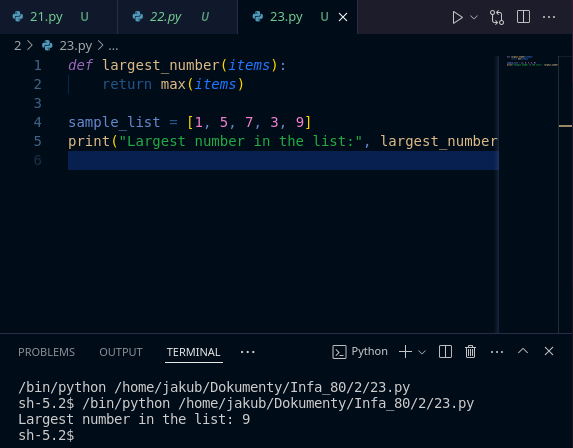 21.py U 22.py U 23.py U
2 > 23.py > ...
1 def largest_number(items):
2 return max(items)
3
4 sample_list = [1, 5, 7, 3, 9]
5 print("Largest number in the list:", largest_number
6
PROBLEMS OUTPUT TERMINAL ... Python
/bin/python /home/jakub/Dokumenty/Infa_80/2/23.py
sh-5.2$ /bin/python /home/jakub/Dokumenty/Infa_80/2/23.py
Largest number in the list: 9
sh-5.2$